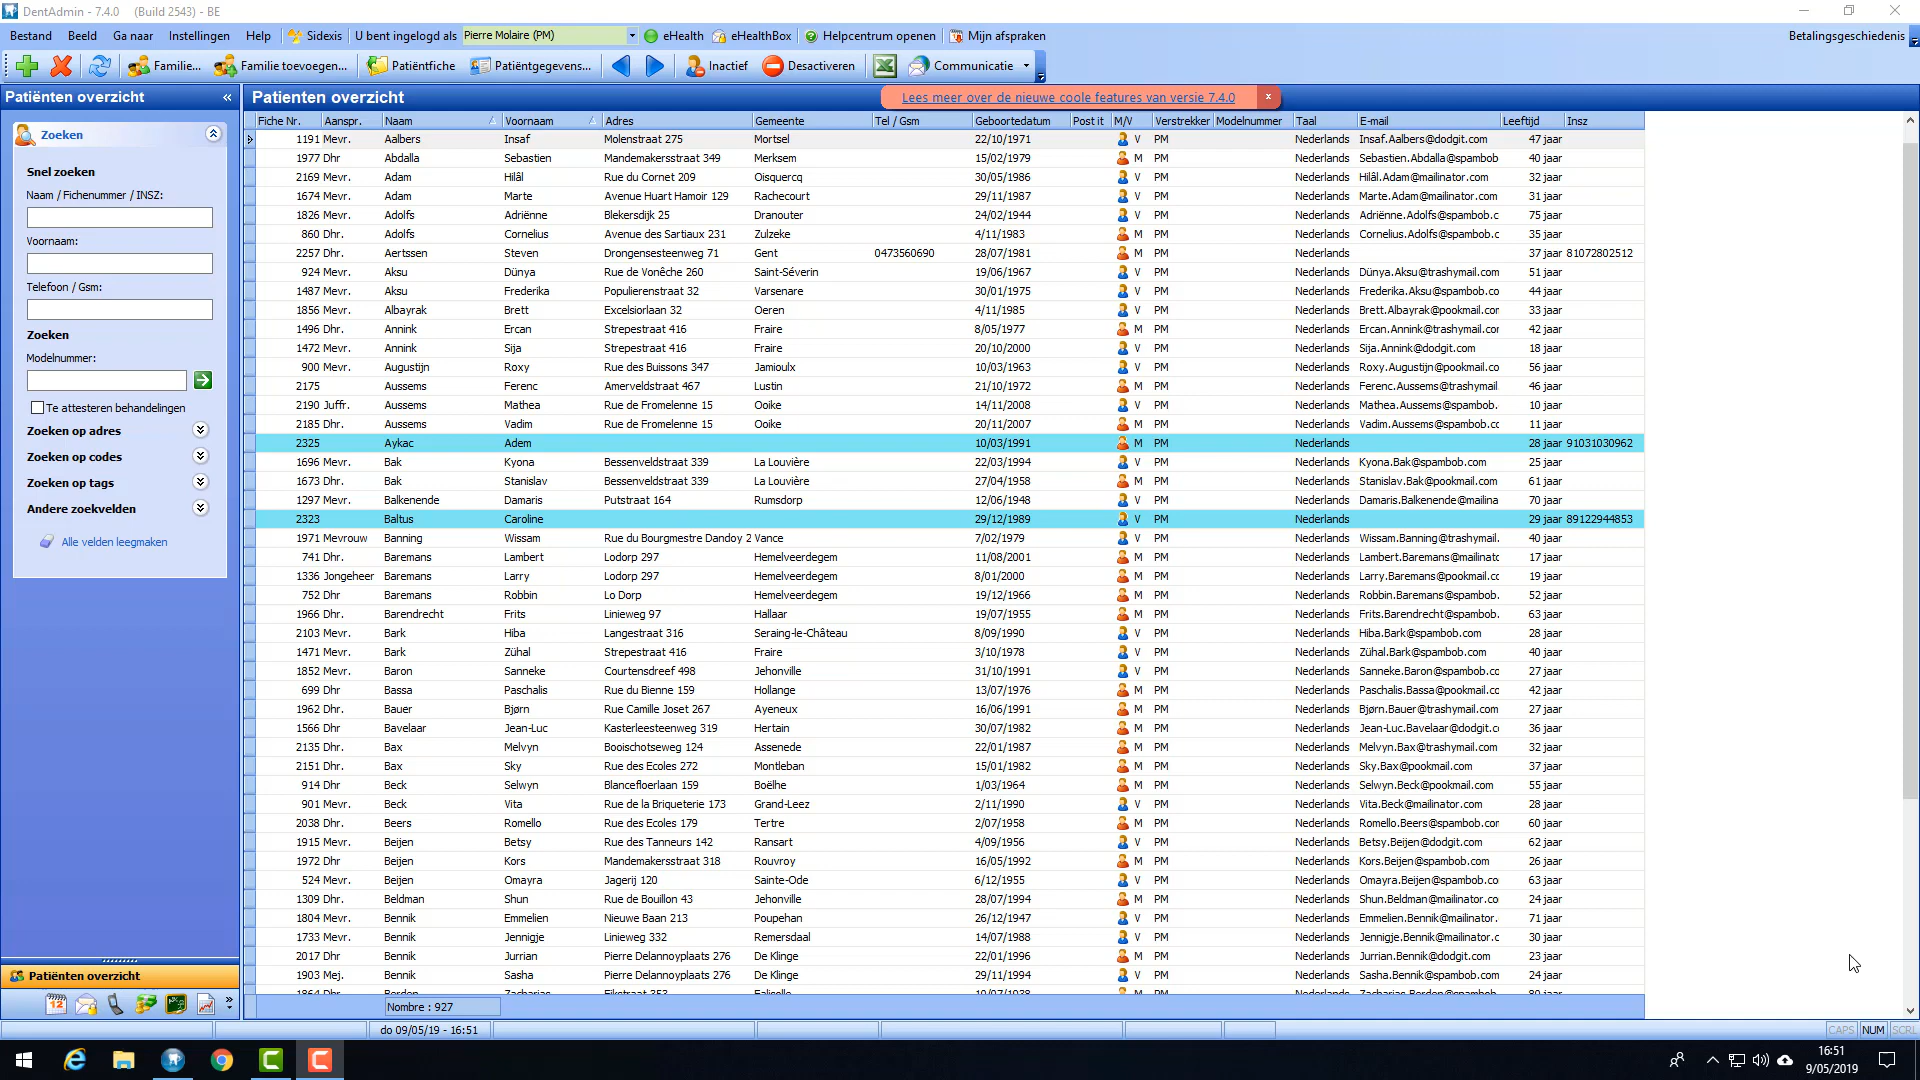 DentAdmin - 7.4.0 (Build 2543) - BE
Bestand Beeld Ga naar Instellingen Help Sidexis U bent ingelogd als Pierre Molaire (PM) eHealth eHealthBox Helpcentrum openen Mijn afspraken Betalingsgeschiedenis
Familie... Familie toevoegen... Patiëntfiche Patiëntgegevens... Inactief Deactiveren Communicatie
Patiënten overzicht «
Patienten overzicht
Lees meer over de nieuwe coole features van versie 7.4.0 x
Zoeken
Snel zoeken
Naam / Fichenummer / INSZ:
Voornaam:
Telefoon / Gsm:
Zoeken
Modelnummer:
Te attesteren behandelingen
Zoeken op adres
Zoeken op codes
Zoeken op tags
Andere zoekvelden
Alle velden leegmaken
Patiënten overzicht
Fiche Nr. Aanspr. Naam Voornaam Adres Gemeente Tel / Gsm Geboortedatum Post it M/V Verstrekker Modelnummer Taal E-mail Leeftijd Insz
1191 Mevr. Aalbers Insaf Molenstraat 275 Mortsel 22/10/1971 V PM Nederlands Insaf.Aalbers@dodgit.com 47 jaar
1977 Dhr Abdalla Sebastien Mandemakersstraat 349 Merksem 15/02/1979 M PM Nederlands Sebastien.Abdalla@spambob 40 jaar
2169 Mevr. Adam Hilâl Rue du Cornet 209 Oisquercq 30/05/1986 V PM Nederlands Hilâl.Adam@mailinator.com 32 jaar
1674 Mevr. Adam Marte Avenue Huart Hamoir 129 Rachecourt 29/11/1987 V PM Nederlands Marte.Adam@mailinator.com 31 jaar
1826 Mevr. Adolfs Adriënne Blekersdijk 25 Dranouter 24/02/1944 V PM Nederlands Adriënne.Adolfs@spambob.c 75 jaar
860 Dhr. Adolfs Cornelius Avenue des Sartiaux 231 Zulzeke 4/11/1983 M PM Nederlands Cornelius.Adolfs@spambob.c 35 jaar
2257 Dhr. Aertssen Steven Drongensesteenweg 71 Gent 0473560690 28/07/1981 M PM Nederlands 37 jaar 81072802512
924 Mevr. Aksu Dünya Rue de Vonêche 260 Saint-Séverin 19/06/1967 V PM Nederlands Dünya.Aksu@trashymail.com 51 jaar
1487 Mevr. Aksu Frederika Populierenstraat 32 Varsenare 30/01/1975 V PM Nederlands Frederika.Aksu@spambob.co 44 jaar
1856 Mevr. Albayrak Brett Excelsiorlaan 32 Oeren 4/11/1985 V PM Nederlands Brett.Albayrak@pookmail.co 33 jaar
1496 Dhr. Annink Ercan Strepestraat 416 Fraire 8/05/1977 M PM Nederlands Ercan.Annink@trashymail.cor 42 jaar
1472 Mevr. Annink Sija Strepestraat 416 Fraire 20/10/2000 V PM Nederlands Sija.Annink@dodgit.com 18 jaar
900 Mevr. Augustijn Roxy Rue des Buissons 347 Jamioulx 10/03/1963 V PM Nederlands Roxy.Augustijn@pookmail.co 56 jaar
2175 Aussems Ferenc Amerveldstraat 467 Lustin 21/10/1972 M PM Nederlands Ferenc.Aussems@trashymail 46 jaar
2190 Juffr. Aussems Mathea Rue de Fromelenne 15 Ooike 14/11/2008 V PM Nederlands Mathea.Aussems@spambob. 10 jaar
2185 Dhr. Aussems Vadim Rue de Fromelenne 15 Ooike 20/11/2007 M PM Nederlands Vadim.Aussems@spambob.c 11 jaar
2325 Aykac Adem 10/03/1991 M PM Nederlands 28 jaar 91031030962
1696 Mevr. Bak Kyona Bessenveldstraat 339 La Louvière 22/03/1994 V PM Nederlands Kyona.Bak@spambob.com 25 jaar
1673 Dhr. Bak Stanislav Bessenveldstraat 339 La Louvière 27/04/1958 M PM Nederlands Stanislav.Bak@pookmail.com 61 jaar
1297 Mevr. Balkenende Damaris Putstraat 164 Rumsdorp 12/06/1948 V PM Nederlands Damaris.Balkenende@mailina 70 jaar
2323 Baltus Caroline 29/12/1989 V PM Nederlands 29 jaar 89122944853
1971 Mevrouw Banning Wissam Rue du Bourgmestre Dandoy 2 Vance 7/02/1979 V PM Nederlands Wissam.Banning@trashymail. 40 jaar
741 Dhr. Baremans Lambert Lodorp 297 Hemelveerdegem 11/08/2001 M PM Nederlands Lambert.Baremans@mailinatc 17 jaar
1336 Jongeheer Baremans Larry Lodorp 297 Hemelveerdegem 8/01/2000 M PM Nederlands Larry.Baremans@pookmail.cc 19 jaar
752 Dhr Baremans Robbin Lo Dorp Hemelveerdegem 19/12/1966 M PM Nederlands Robbin.Baremans@spambob. 52 jaar
1966 Dhr. Barendrecht Frits Linieweg 97 Hallaar 19/07/1955 M PM Nederlands Frits.Barendrecht@spambob. 63 jaar
2103 Mevr. Bark Hiba Langestraat 316 Seraing-le-Château 8/09/1990 V PM Nederlands Hiba.Bark@spambob.com 28 jaar
1471 Mevr. Bark Zühal Strepestraat 416 Fraire 3/10/1978 V PM Nederlands Zühal.Bark@spambob.com 40 jaar
1852 Mevr. Baron Sanneke Courtensdreef 498 Jehonville 31/10/1991 V PM Nederlands Sanneke.Baron@spambob.co 27 jaar
699 Dhr Bassa Paschalis Rue du Bienne 159 Hollange 13/07/1976 M PM Nederlands Paschalis.Bassa@pookmail.co 42 jaar
1962 Dhr. Bauer Bjørn Rue Camille Joset 267 Ayeneux 16/06/1991 M PM Nederlands Bjørn.Bauer@trashymail.com 27 jaar
1566 Dhr. Bavelaar Jean-Luc Kasterleesteenweg 319 Hertain 30/07/1982 M PM Nederlands Jean-Luc.Bavelaar@dodgit.c 36 jaar
2135 Dhr. Bax Melvyn Booischotseweg 124 Assenede 22/01/1987 M PM Nederlands Melvyn.Bax@trashymail.com 32 jaar
2151 Dhr. Bax Sky Rue des Ecoles 272 Montleban 15/01/1982 M PM Nederlands Sky.Bax@pookmail.com 37 jaar
914 Dhr Beck Selwyn Blancefloerlaan 159 Boëlhe 1/03/1964 M PM Nederlands Selwyn.Beck@pookmail.com 55 jaar
901 Mevr. Beck Vita Rue de la Briqueterie 173 Grand-Leez 2/11/1990 V PM Nederlands Vita.Beck@mailinator.com 28 jaar
2038 Dhr. Beers Romello Rue des Ecoles 179 Tertre 2/07/1958 M PM Nederlands Romello.Beers@spambob.com 60 jaar
1915 Mevr. Beijen Betsy Rue des Tanneurs 142 Ransart 4/09/1956 V PM Nederlands Betsy.Beijen@dodgit.com 62 jaar
1972 Dhr Beijen Kors Mandemakersstraat 318 Rouvroy 16/05/1992 M PM Nederlands Kors.Beijen@spambob.com 26 jaar
524 Mevr. Beijen Omayra Jagerij 120 Sainte-Ode 6/12/1955 V PM Nederlands Omayra.Beijen@spambob.co 63 jaar
1309 Dhr. Beldman Shun Rue de Bouillon 43 Jehonville 28/07/1994 M PM Nederlands Shun.Beldman@mailinator.co 24 jaar
1804 Mevr. Bennik Emmelien Nieuwe Baan 213 Poupehan 26/12/1947 V PM Nederlands Emmelien.Bennik@mailinator. 71 jaar
1733 Mevr. Bennik Jennigje Linieweg 332 Remersdaal 14/07/1988 V PM Nederlands Jennigje.Bennik@mailinator.c 30 jaar
2017 Dhr Bennik Jurrian Pierre Delannoyplaats 276 De Klinge 22/01/1996 M PM Nederlands Jurrian.Bennik@dodgit.com 23 jaar
1903 Mej. Bennik Sasha Pierre Delannoyplaats 276 De Klinge 29/11/1994 V PM Nederlands Sasha.Bennik@spambob.com 24 jaar
Nombre : 927
do 09/05/19 - 16:51 CAPS NUM SCRL
16:51
9/05/2019